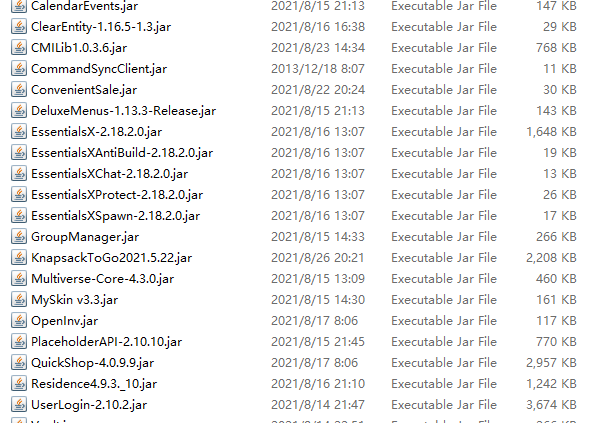 CalendarEvents.jar 2021/8/15 21:13 Executable Jar File 147 KB
ClearEntity-1.16.5-1.3.jar 2021/8/16 16:38 Executable Jar File 29 KB
CMILib1.0.3.6.jar 2021/8/23 14:34 Executable Jar File 768 KB
CommandSyncClient.jar 2013/12/18 8:07 Executable Jar File 11 KB
ConvenientSale.jar 2021/8/22 20:24 Executable Jar File 30 KB
DeluxeMenus-1.13.3-Release.jar 2021/8/15 21:13 Executable Jar File 143 KB
EssentialsX-2.18.2.0.jar 2021/8/16 13:07 Executable Jar File 1,648 KB
EssentialsXAntiBuild-2.18.2.0.jar 2021/8/16 13:07 Executable Jar File 19 KB
EssentialsXChat-2.18.2.0.jar 2021/8/16 13:07 Executable Jar File 13 KB
EssentialsXProtect-2.18.2.0.jar 2021/8/16 13:07 Executable Jar File 26 KB
EssentialsXSpawn-2.18.2.0.jar 2021/8/16 13:07 Executable Jar File 17 KB
GroupManager.jar 2021/8/15 14:33 Executable Jar File 266 KB
KnapsackToGo2021.5.22.jar 2021/8/26 20:21 Executable Jar File 2,208 KB
Multiverse-Core-4.3.0.jar 2021/8/15 13:09 Executable Jar File 460 KB
MySkin v3.3.jar 2021/8/15 14:30 Executable Jar File 161 KB
OpenInv.jar 2021/8/17 8:06 Executable Jar File 117 KB
PlaceholderAPI-2.10.10.jar 2021/8/15 21:45 Executable Jar File 770 KB
QuickShop-4.0.9.9.jar 2021/8/17 8:06 Executable Jar File 2,957 KB
Residence4.9.3._10.jar 2021/8/16 21:10 Executable Jar File 1,242 KB
UserLogin-2.10.2.jar 2021/8/14 21:47 Executable Jar File 3,674 KB